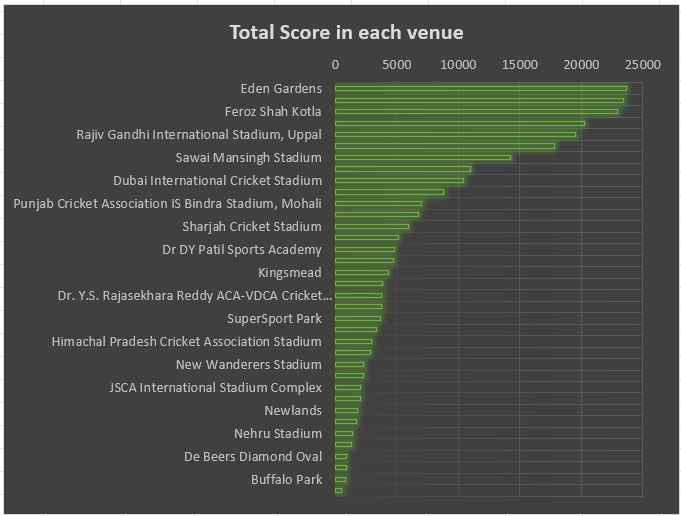 Total Score in each venue
0 5000 10000 15000 20000 25000
Eden Gardens
Feroz Shah Kotla
Rajiv Gandhi International Stadium, Uppal
Sawai Mansingh Stadium
Dubai International Cricket Stadium
Punjab Cricket Association IS Bindra Stadium, Mohali
Sharjah Cricket Stadium
Dr DY Patil Sports Academy
Kingsmead
Dr. Y.S. Rajasekhara Reddy ACA-VDCA Cricket...
SuperSport Park
Himachal Pradesh Cricket Association Stadium
New Wanderers Stadium
JSCA International Stadium Complex
Newlands
Nehru Stadium
De Beers Diamond Oval
Buffalo Park